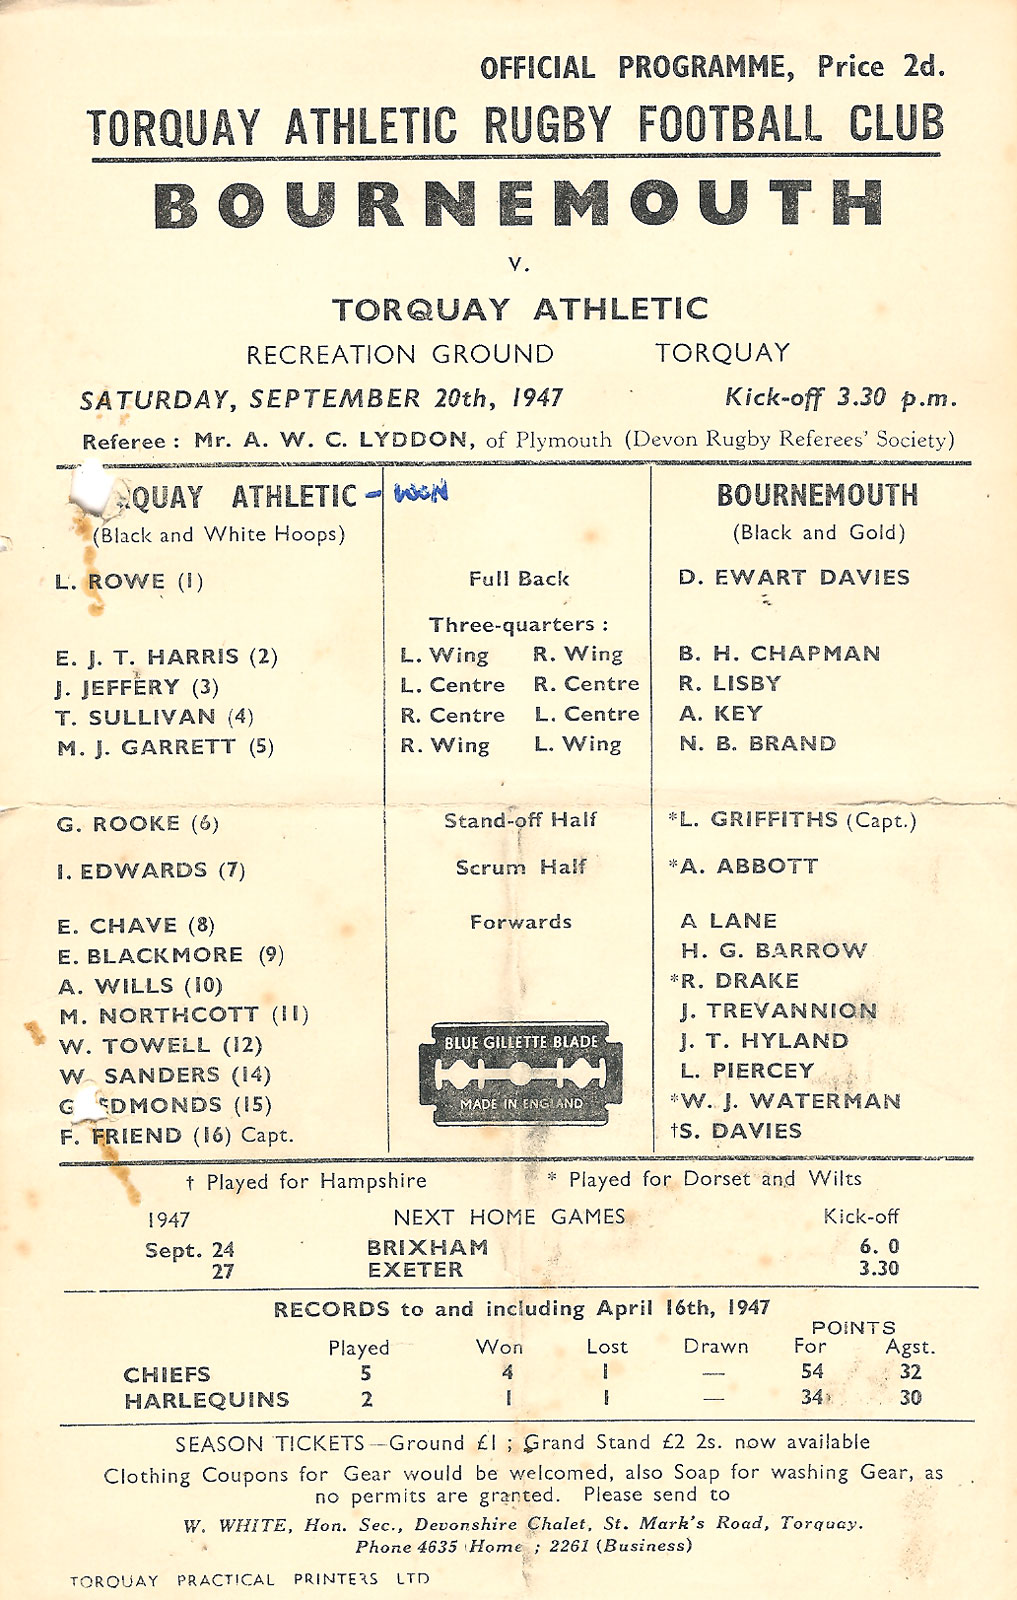 OFFICIAL PROGRAMME, Price 2d.
TORQUAY ATHLETIC RUGBY FOOTBALL CLUB
BOURNEMOUTH
v.
TORQUAY ATHLETIC
RECREATION GROUND TORQUAY
SATURDAY, SEPTEMBER 20th, 1947 Kick-off 3.30 p.m.
Referee : Mr. A. W. C. LYDDON, of Plymouth (Devon Rugby Referees' Society)
QUAY ATHLETIC - WON BOURNEMOUTH
(Black and White Hoops) (Black and Gold)
L. ROWE (1) Full Back D. EWART DAVIES
Three-quarters :
E. J. T. HARRIS (2) L. Wing R. Wing B. H. CHAPMAN
J. JEFFERY (3) L. Centre R. Centre R. LISBY
T. SULLIVAN (4) R. Centre L. Centre A. KEY
M. J. GARRETT (5) R. Wing L. Wing N. B. BRAND
G. ROOKE (6) Stand-off Half *L. GRIFFITHS (Capt.)
I. EDWARDS (7) Scrum Half *A. ABBOTT
E. CHAVE (8) Forwards A LANE
E. BLACKMORE (9) H. G. BARROW
A. WILLS (10) *R. DRAKE
M. NORTHCOTT (11) J. TREVANNION
W. TOWELL (12) BLUE GILLETTE BLADE J. T. HYLAND
W SANDERS (14) L. PIERCEY
G EDMONDS (15) MADE IN ENGLAND *W. J. WATERMAN
F. FRIEND (16) Capt. †S. DAVIES
† Played for Hampshire * Played for Dorset and Wilts
1947 NEXT HOME GAMES Kick-off
Sept. 24 BRIXHAM 6. 0
27 EXETER 3.30
RECORDS to and including April 16th, 1947
POINTS
Played Won Lost Drawn For Agst.
CHIEFS 5 4 1 — 54 32
HARLEQUINS 2 1 1 — 34 30
SEASON TICKETS—Ground £1 ; Grand Stand £2 2s. now available
Clothing Coupons for Gear would be welcomed, also Soap for washing Gear, as
no permits are granted. Please send to
W. WHITE, Hon. Sec., Devonshire Chalet, St. Mark's Road, Torquay.
Phone 4635 Home ; 2261 (Business)
TORQUAY PRACTICAL PRINTERS LTD